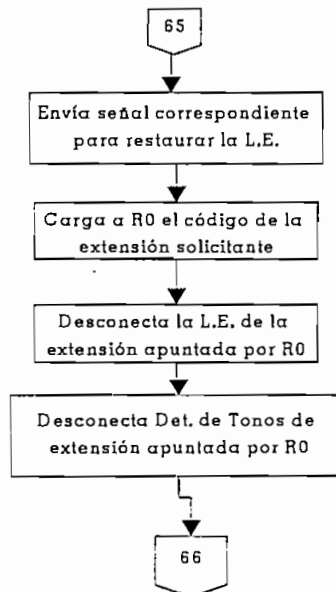 65
Envía señal correspondiente
para restaurar la L.E.
Carga a R0 el código de la
extensión solicitante
Desconecta la L.E. de la
extensión apuntada por R0
Desconecta Det. de Tonos de
extensión apuntada por R0
66